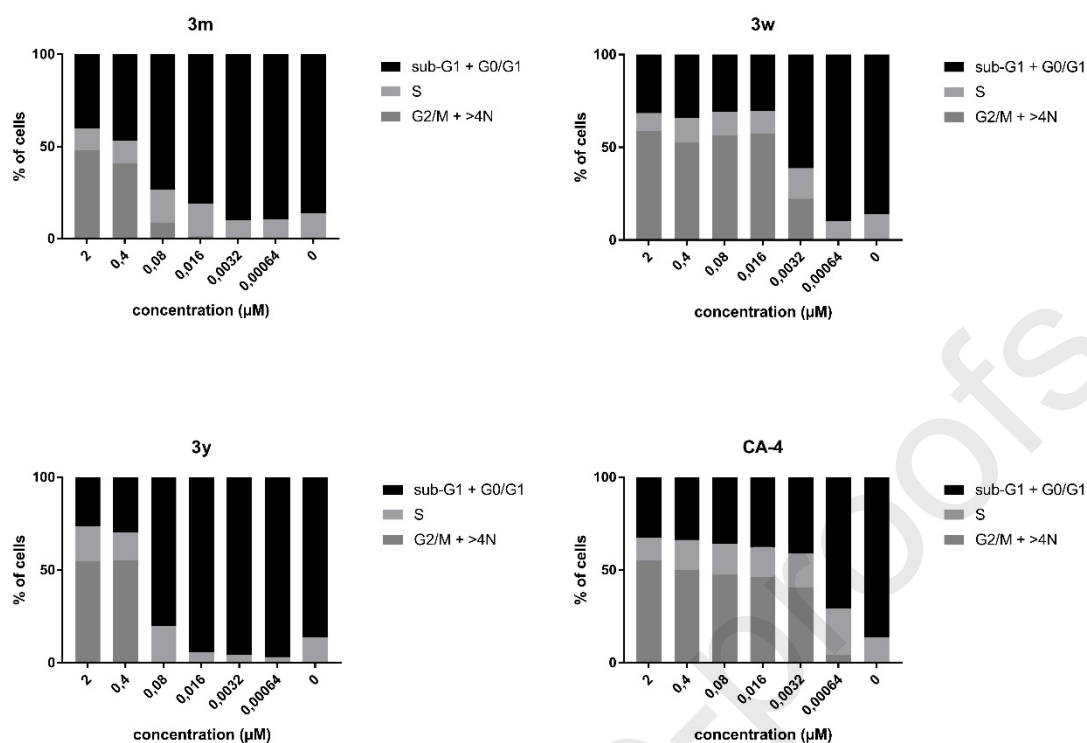 3m
100
50
0
% of cells
2
0,4
0,08
0,016
0,0032
0,00064
0
concentration (µM)
sub-G1 + G0/G1
S
G2/M + >4N
3w
100
50
0
% of cells
2
0,4
0,08
0,016
0,0032
0,00064
0
concentration (µM)
sub-G1 + G0/G1
S
G2/M + >4N
3y
100
50
0
% of cells
2
0,4
0,08
0,016
0,0032
0,00064
0
concentration (µM)
sub-G1 + G0/G1
S
G2/M + >4N
CA-4
100
50
0
% of cells
2
0,4
0,08
0,016
0,0032
0,00064
0
concentration (µM)
sub-G1 + G0/G1
S
G2/M + >4N
proofs